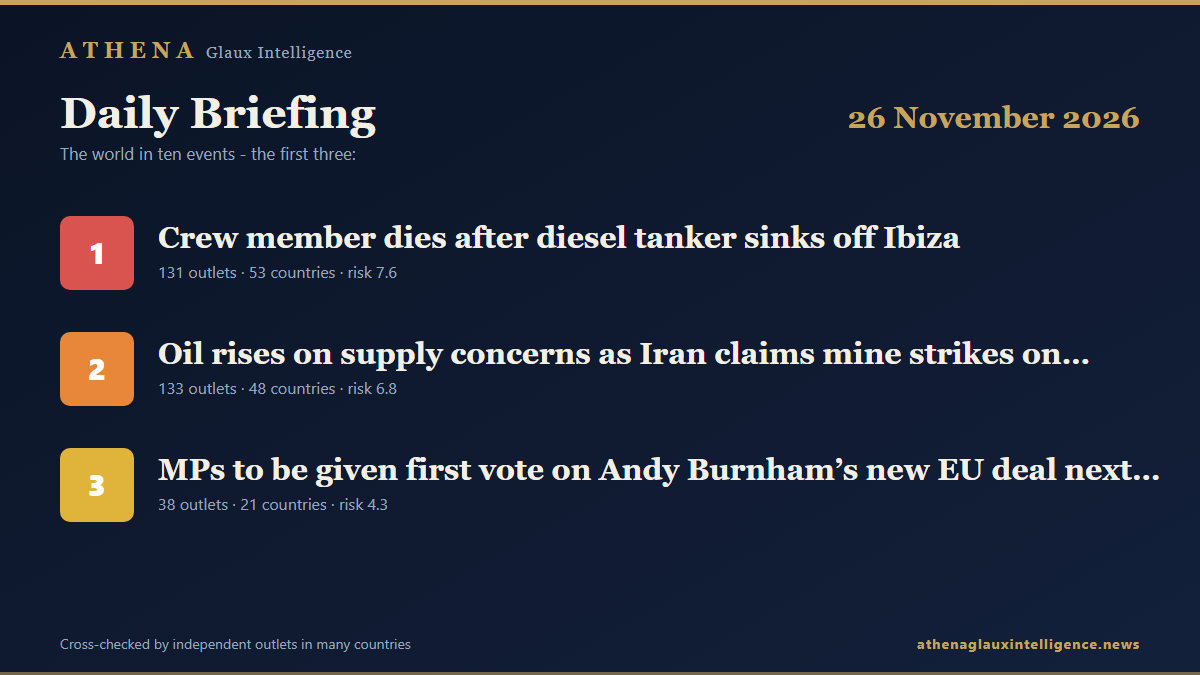 ATHENA Glaux Intelligence
Daily Briefing
26 November 2026
The world in ten events - the first three:
1
Crew member dies after diesel tanker sinks off Ibiza
131 outlets · 53 countries · risk 7.6
2
Oil rises on supply concerns as Iran claims mine strikes on…
133 outlets · 48 countries · risk 6.8
3
MPs to be given first vote on Andy Burnham’s new EU deal next…
38 outlets · 21 countries · risk 4.3
Cross-checked by independent outlets in many countries
athenaglauxintelligence.news